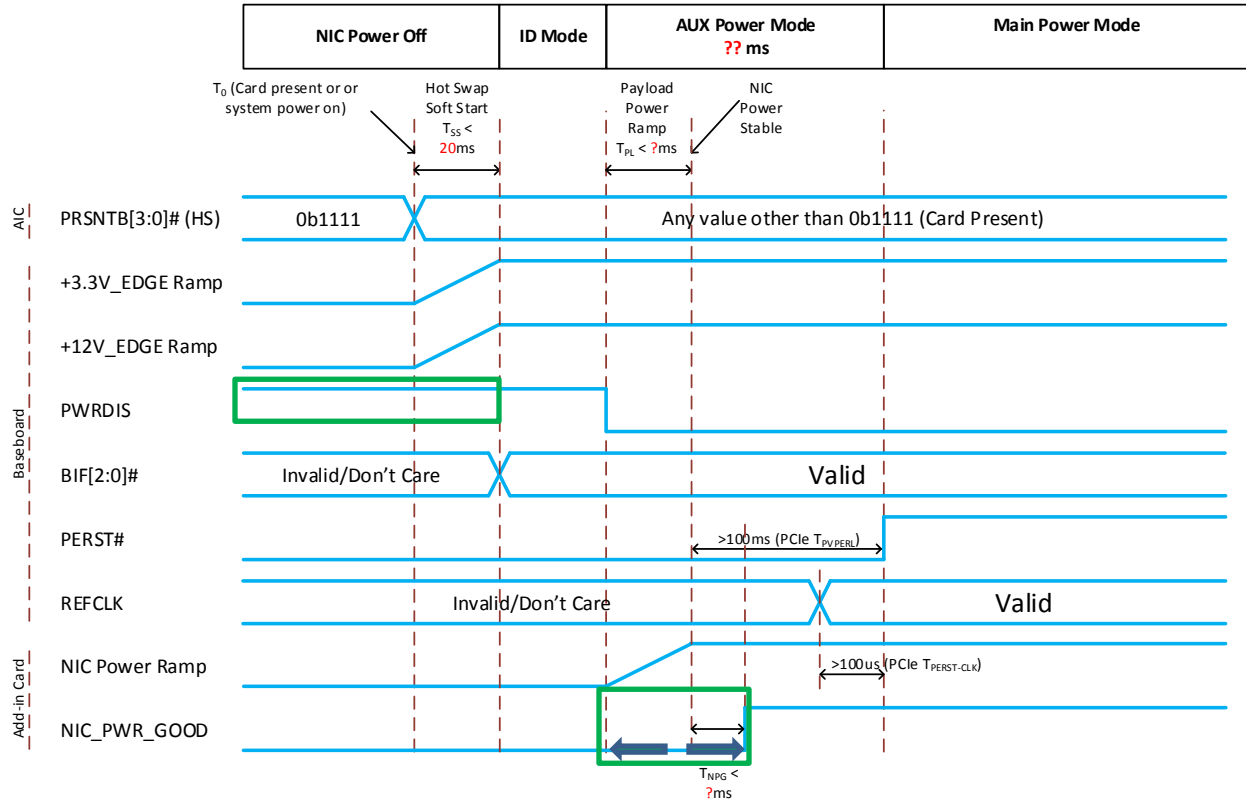 NIC Power Off
ID Mode
AUX Power Mode
?? ms
Main Power Mode
T0 (Card present or or
system power on)
Hot Swap
Soft Start
TSS <
20ms
Payload
Power
Ramp
TPL < ?ms
NIC
Power
Stable
AIC
PRSNTB[3:0]# (HS)
0b1111
Any value other than 0b1111 (Card Present)
Baseboard
+3.3V_EDGE Ramp
+12V_EDGE Ramp
PWRDIS
BIF[2:0]#
Invalid/Don't Care
Valid
PERST#
>100ms (PCIe TPVPERL)
REFCLK
Invalid/Don't Care
Valid
Add-in Card
NIC Power Ramp
>100us (PCIe TPERST-CLK)
NIC_PWR_GOOD
TNPG <
?ms